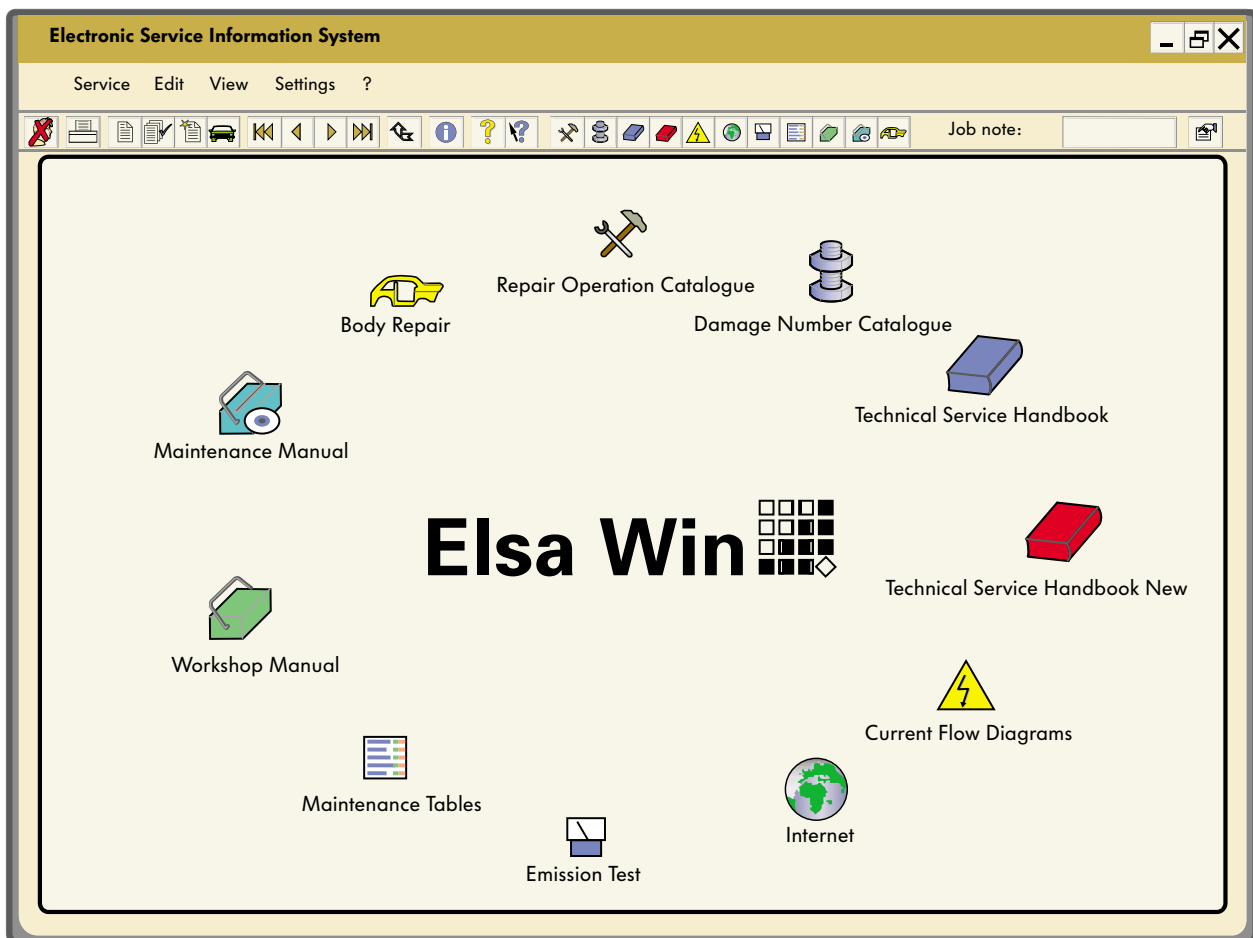 Electronic Service Information System
Service Edit View Settings ?
Job note:
Repair Operation Catalogue
Body Repair
Damage Number Catalogue
Technical Service Handbook
Maintenance Manual
Elsa Win
Technical Service Handbook New
Workshop Manual
Current Flow Diagrams
Maintenance Tables
Internet
Emission Test